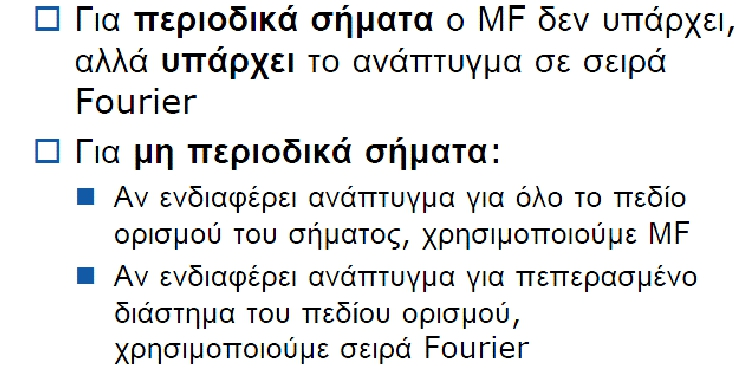 Για περιοδικά σήματα ο MF δεν υπάρχει,
αλλά υπάρχει το ανάπτυγμα σε σειρά
Fourier
Για μη περιοδικά σήματα:
Αν ενδιαφέρει ανάπτυγμα για όλο το πεδίο
ορισμού του σήματος, χρησιμοποιούμε MF
Αν ενδιαφέρει ανάπτυγμα για πεπερασμένο
διάστημα του πεδίου ορισμού,
χρησιμοποιούμε σειρά Fourier